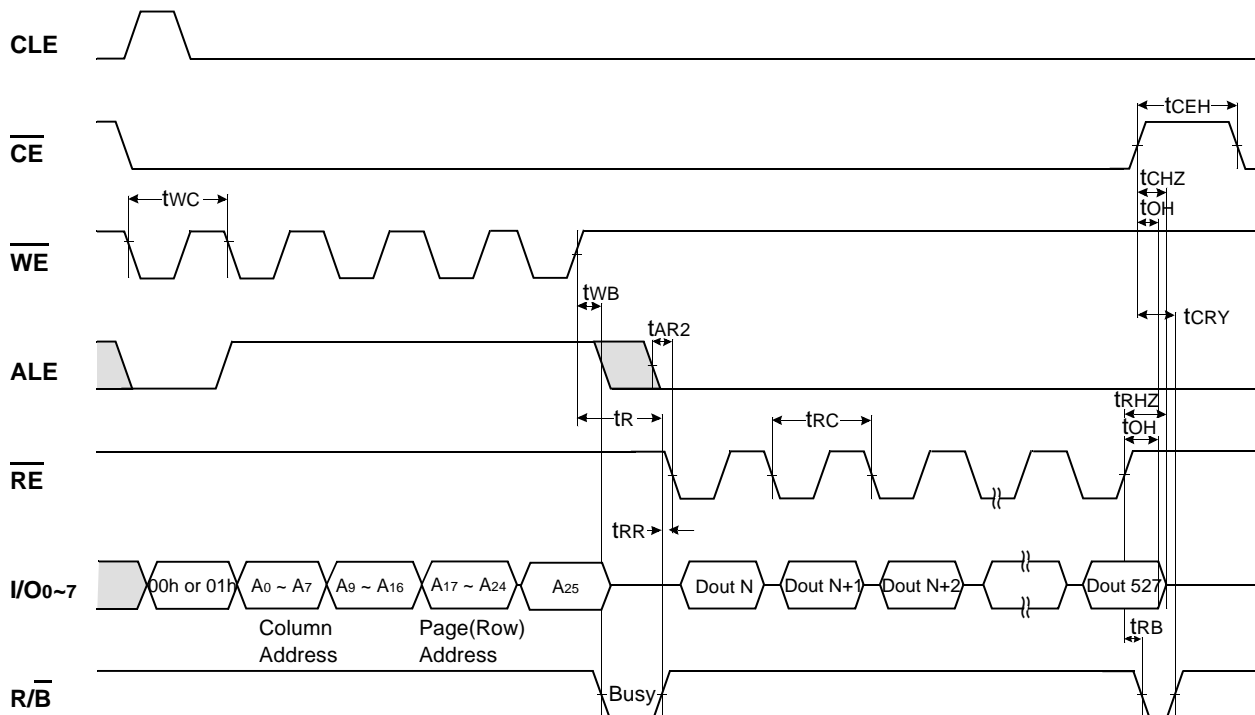 CLE
CE
tCEH
tCHZ
tOH
tWC
WE
tWB
tAR2
tCRY
ALE
tR
tRC
tRHZ
tOH
RE
tRR
I/O0~7
00h or 01h
A0 ~ A7
A9 ~ A16
A17 ~ A24
A25
Dout N
Dout N+1
Dout N+2
Dout 527
Column
Address
Page(Row)
Address
tRB
R/B
Busy